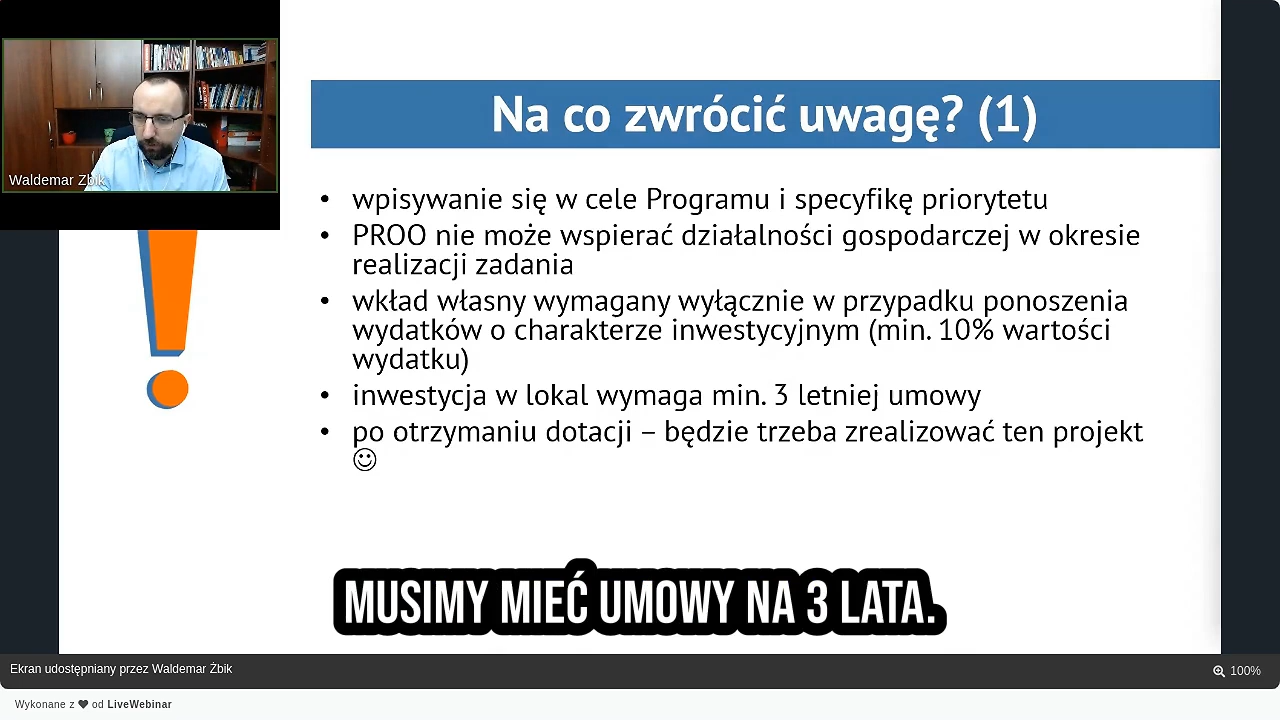 Waldemar Żbik
Na co zwrócić uwagę? (1)
• wpisywanie się w cele Programu i specyfikę priorytetu
• PROO nie może wspierać działalności gospodarczej w okresie
realizacji zadania
• wkład własny wymagany wyłącznie w przypadku ponoszenia
wydatków o charakterze inwestycyjnym (min. 10% wartości
wydatku)
• inwestycja w lokal wymaga min. 3 letniej umowy
• po otrzymaniu dotacji – będzie trzeba zrealizować ten projekt
☺
MUSIMY MIEĆ UMOWY NA 3 LATA.
Ekran udostępniany przez Waldemar Żbik
100%
Wykonane z ❤ od LiveWebinar